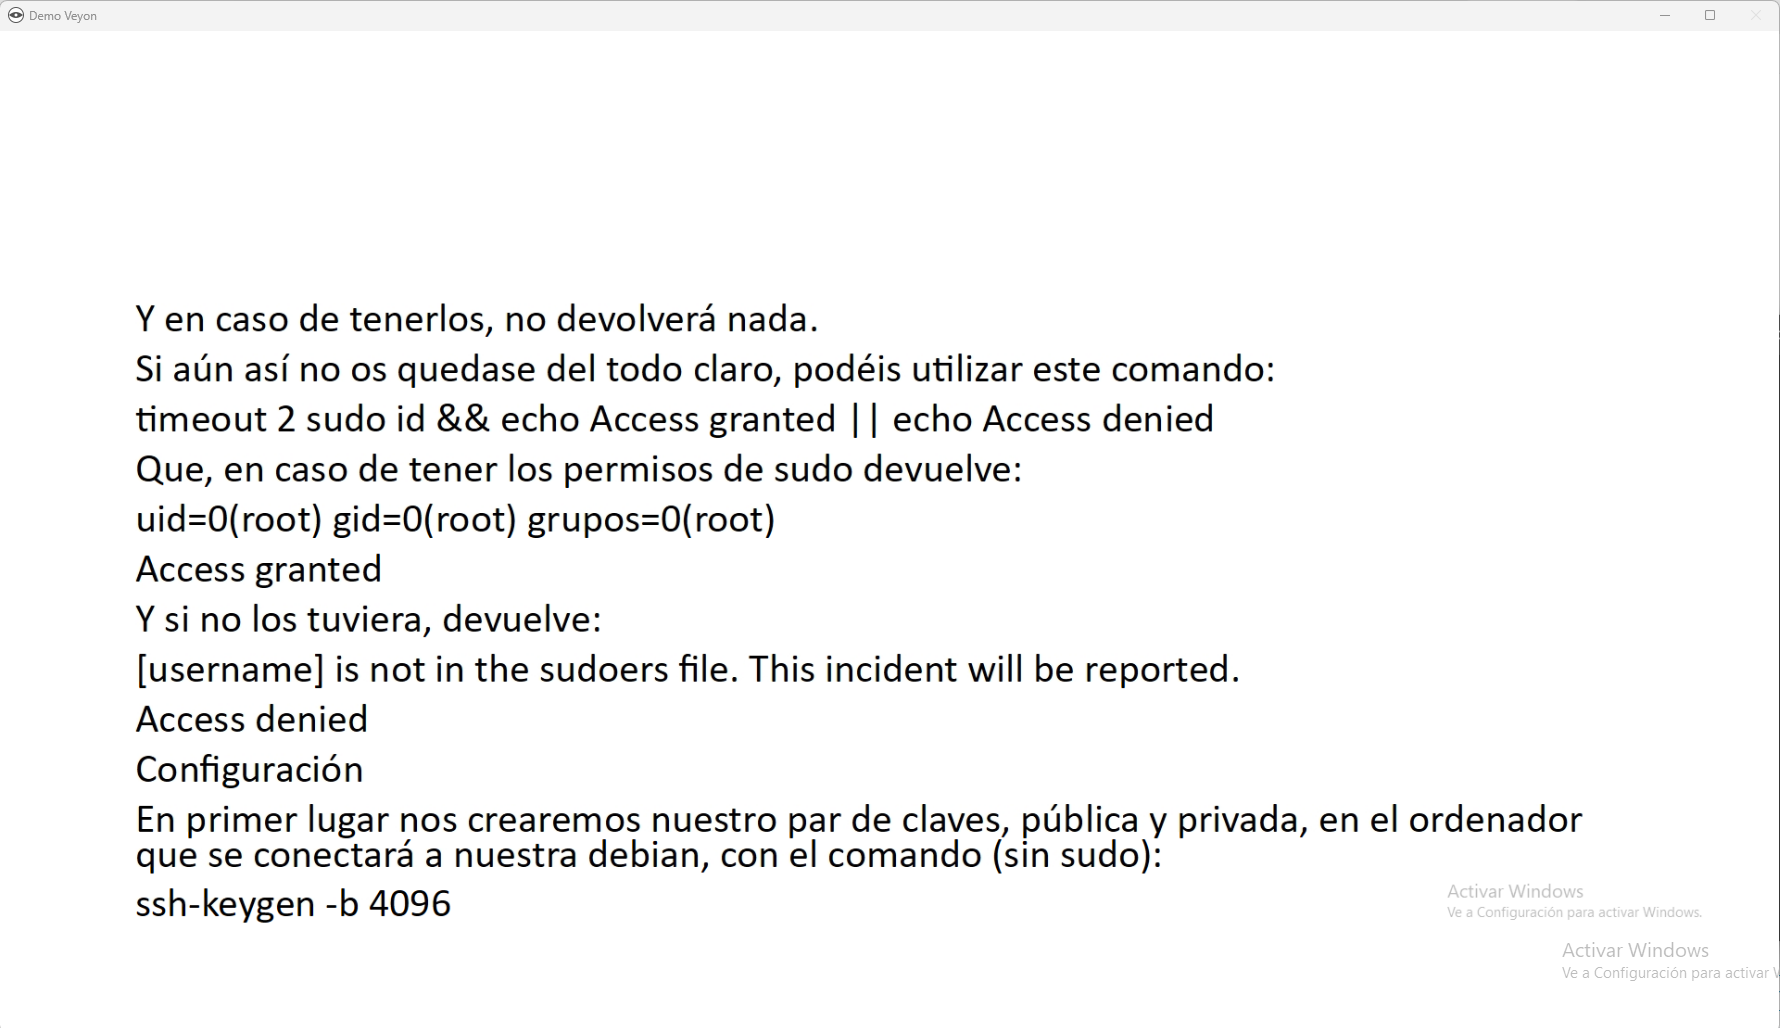 Demo Veyon
Y en caso de tenerlos, no devolverá nada.
Si aún así no os quedase del todo claro, podéis utilizar este comando:
timeout 2 sudo id && echo Access granted || echo Access denied
Que, en caso de tener los permisos de sudo devuelve:
uid=0(root) gid=0(root) grupos=0(root)
Access granted
Y si no los tuviera, devuelve:
[username] is not in the sudoers file. This incident will be reported.
Access denied
Configuración
En primer lugar nos crearemos nuestro par de claves, pública y privada, en el ordenador
que se conectará a nuestra debian, con el comando (sin sudo):
ssh-keygen -b 4096
Activar Windows
Ve a Configuración para activar Windows.
Activar Windows
Ve a Configuración para activar